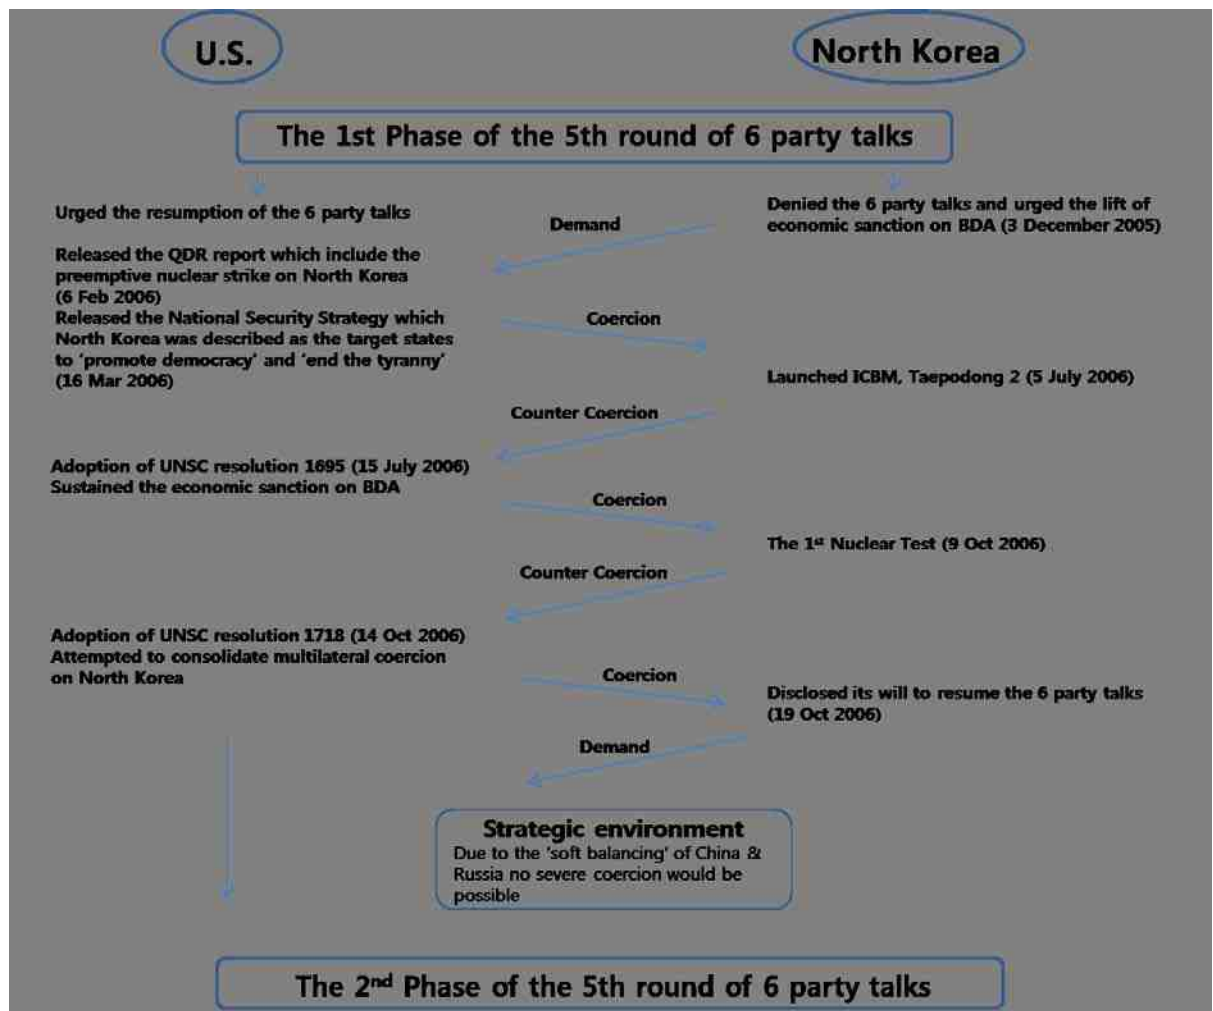 U.S.
North Korea
The 1st Phase of the 5th round of 6 party talks
Urged the resumption of the 6 party talks
Denied the 6 party talks and urged the lift of
economic sanction on BDA (3 December 2005)
Demand
Released the QDR report which include the
preemptive nuclear strike on North Korea
(6 Feb 2006)
Released the National Security Strategy which
North Korea was described as the target states
to 'promote democracy' and 'end the tyranny'
(16 Mar 2006)
Coercion
Launched ICBM, Taepodong 2 (5 July 2006)
Counter Coercion
Adoption of UNSC resolution 1695 (15 July 2006)
Sustained the economic sanction on BDA
Coercion
The 1st Nuclear Test (9 Oct 2006)
Counter Coercion
Adoption of UNSC resolution 1718 (14 Oct 2006)
Attempted to consolidate multilateral coercion
on North Korea
Coercion
Disclosed its will to resume the 6 party talks
(19 Oct 2006)
Demand
Strategic environment
Due to the 'soft balancing' of China &
Russia no severe coercion would be
possible
The 2nd Phase of the 5th round of 6 party talks